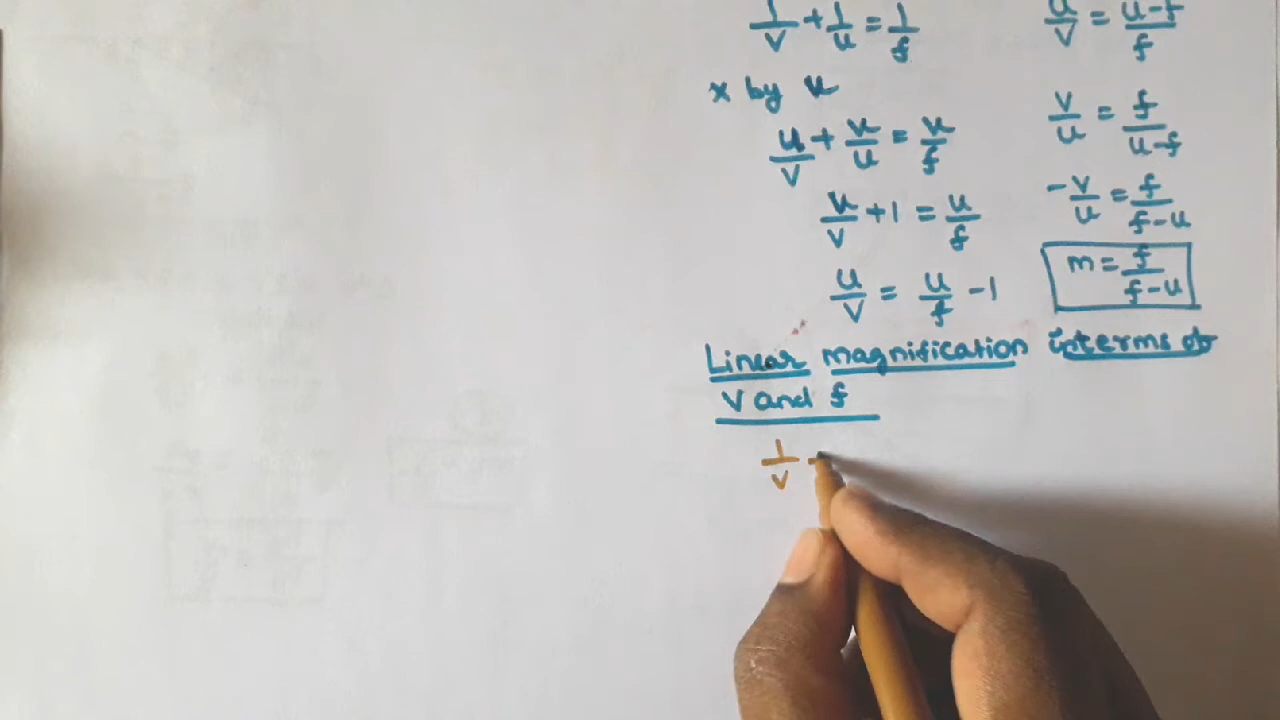 1/v + 1/u = 1/f
x by u
u/v + u/u = u/f
u/v + 1 = u/f
u/v = u/f - 1
u/v = u-f/f
v/u = f/u-f
-v/u = f/f-u
m = f/f-u
Linear magnification interms of
v and f
1/v